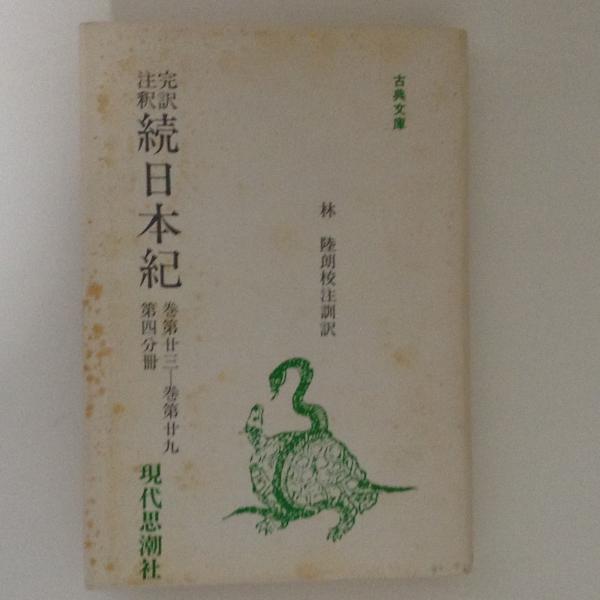 古典文庫
林 陸朗校注訓訳
完訳
注釈
続日本紀
巻第廿三―巻第廿九
第四分冊
現代思潮社